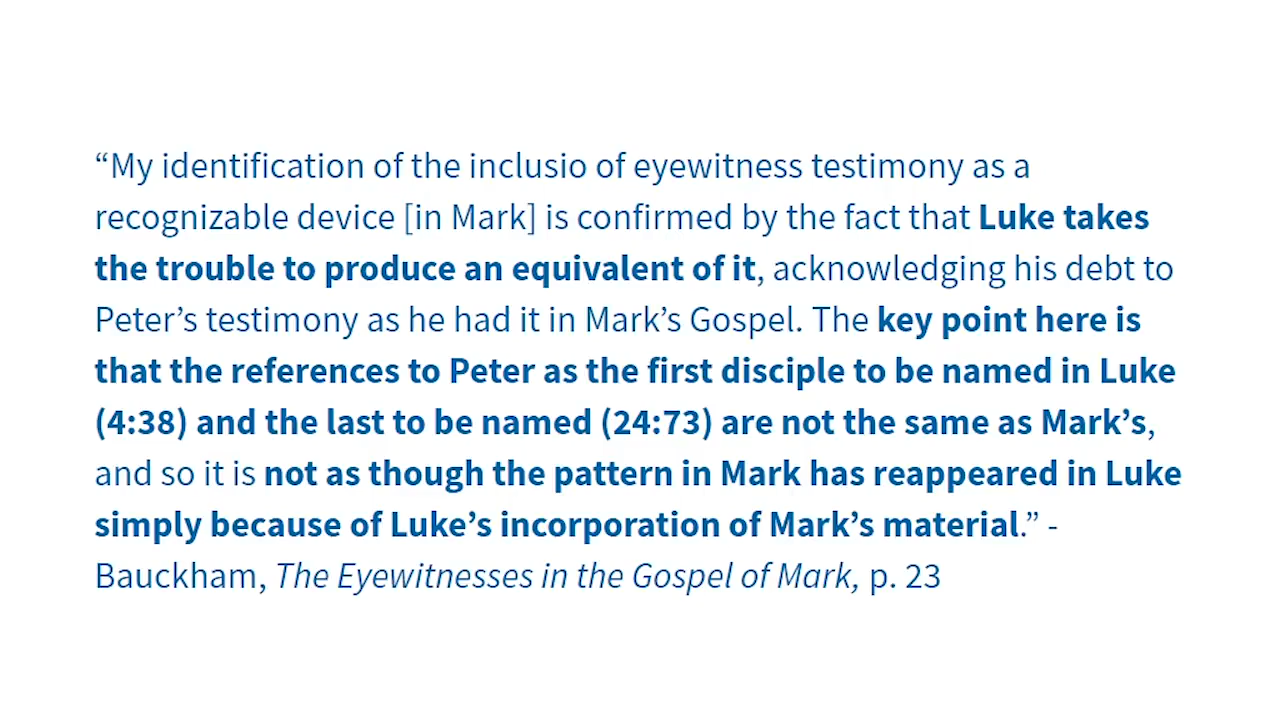 “My identification of the inclusio of eyewitness testimony as a
recognizable device [in Mark] is confirmed by the fact that Luke takes
the trouble to produce an equivalent of it, acknowledging his debt to
Peter’s testimony as he had it in Mark’s Gospel. The key point here is
that the references to Peter as the first disciple to be named in Luke
(4:38) and the last to be named (24:73) are not the same as Mark’s,
and so it is not as though the pattern in Mark has reappeared in Luke
simply because of Luke’s incorporation of Mark’s material.” -
Bauckham, The Eyewitnesses in the Gospel of Mark, p. 23